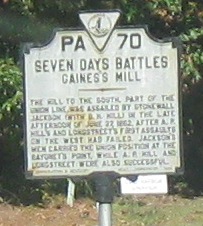 PA 70
SEVEN DAYS BATTLES
GAINES'S MILL
THE HILL TO THE SOUTH, PART OF THE
UNION LINE, WAS ASSAILED BY STONEWALL
JACKSON (WITH D. H. HILL) IN THE LATE
AFTERNOON OF JUNE 27, 1862, AFTER A. P.
HILL'S AND LONGSTREET'S FIRST ASSAULTS
ON THE WEST HAD FAILED. JACKSON'S
MEN CARRIED THE UNION POSITION AT THE
BAYONET'S POINT, WHILE A. P. HILL AND
LONGSTREET WERE ALSO SUCCESSFUL.